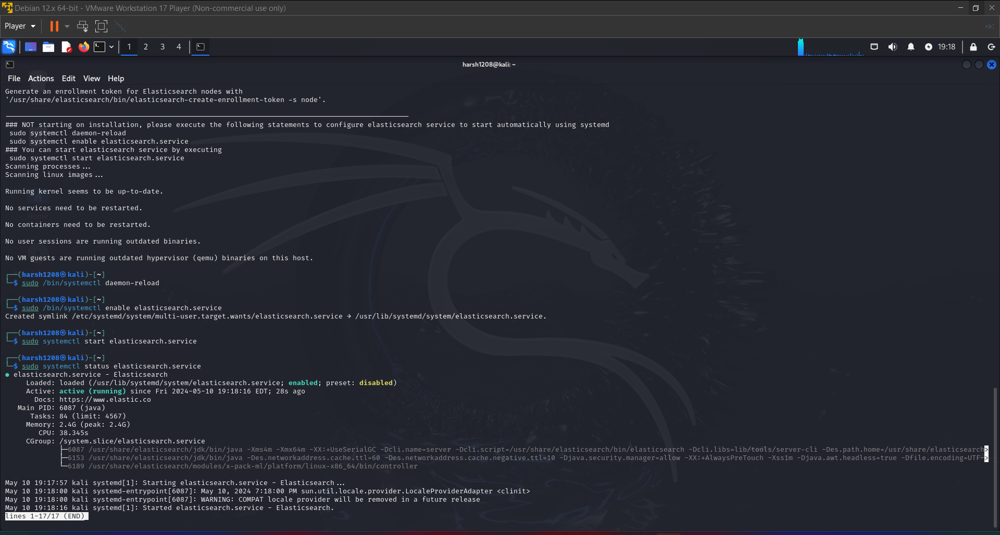 Debian 12.x 64-bit - VMware Workstation 17 Player (Non-commercial use only)
Player
1 2 3 4
19:18
harsh1208@kali: ~
File Actions Edit View Help
Generate an enrollment token for Elasticsearch nodes with
'/usr/share/elasticsearch/bin/elasticsearch-create-enrollment-token -s node'.
### NOT starting on installation, please execute the following statements to configure elasticsearch service to start automatically using systemd
sudo systemctl daemon-reload
sudo systemctl enable elasticsearch.service
### You can start elasticsearch service by executing
sudo systemctl start elasticsearch.service
Scanning processes...
Scanning linux images...
Running kernel seems to be up-to-date.
No services need to be restarted.
Home
No containers need to be restarted.
No user sessions are running outdated binaries.
No VM guests are running outdated hypervisor (qemu) binaries on this host.
┌──(harsh1208㉿kali)-[~]
└─$ sudo /bin/systemctl daemon-reload
┌──(harsh1208㉿kali)-[~]
└─$ sudo /bin/systemctl enable elasticsearch.service
Created symlink /etc/systemd/system/multi-user.target.wants/elasticsearch.service → /usr/lib/systemd/system/elasticsearch.service.
┌──(harsh1208㉿kali)-[~]
└─$ sudo systemctl start elasticsearch.service
┌──(harsh1208㉿kali)-[~]
└─$ sudo systemctl status elasticsearch.service
● elasticsearch.service - Elasticsearch
Loaded: loaded (/usr/lib/systemd/system/elasticsearch.service; enabled; preset: disabled)
Active: active (running) since Fri 2024-05-10 19:18:16 EDT; 28s ago
Docs: https://www.elastic.co
Main PID: 6087 (java)
Tasks: 84 (limit: 4567)
Memory: 2.4G (peak: 2.4G)
CPU: 38.345s
CGroup: /system.slice/elasticsearch.service
├─6087 /usr/share/elasticsearch/jdk/bin/java -Xms4m -Xmx64m -XX:+UseSerialGC -Dcli.name=server -Dcli.script=/usr/share/elasticsearch/bin/elasticsearch -Dcli.libs=lib/tools/server-cli -Des.path.home=/usr/share/elasticsearch>
├─6153 /usr/share/elasticsearch/jdk/bin/java -Des.networkaddress.cache.ttl=60 -Des.networkaddress.cache.negative.ttl=10 -Djava.security.manager=allow -XX:+AlwaysPreTouch -Xss1m -Djava.awt.headless=true -Dfile.encoding=UTF->
└─6189 /usr/share/elasticsearch/modules/x-pack-ml/platform/linux-x86_64/bin/controller
May 10 19:17:57 kali systemd[1]: Starting elasticsearch.service - Elasticsearch...
May 10 19:18:00 kali systemd-entrypoint[6087]: May 10, 2024 7:18:00 PM sun.util.locale.provider.LocaleProviderAdapter <clinit>
May 10 19:18:00 kali systemd-entrypoint[6087]: WARNING: COMPAT locale provider will be removed in a future release
May 10 19:18:16 kali systemd[1]: Started elasticsearch.service - Elasticsearch.
lines 1-17/17 (END)